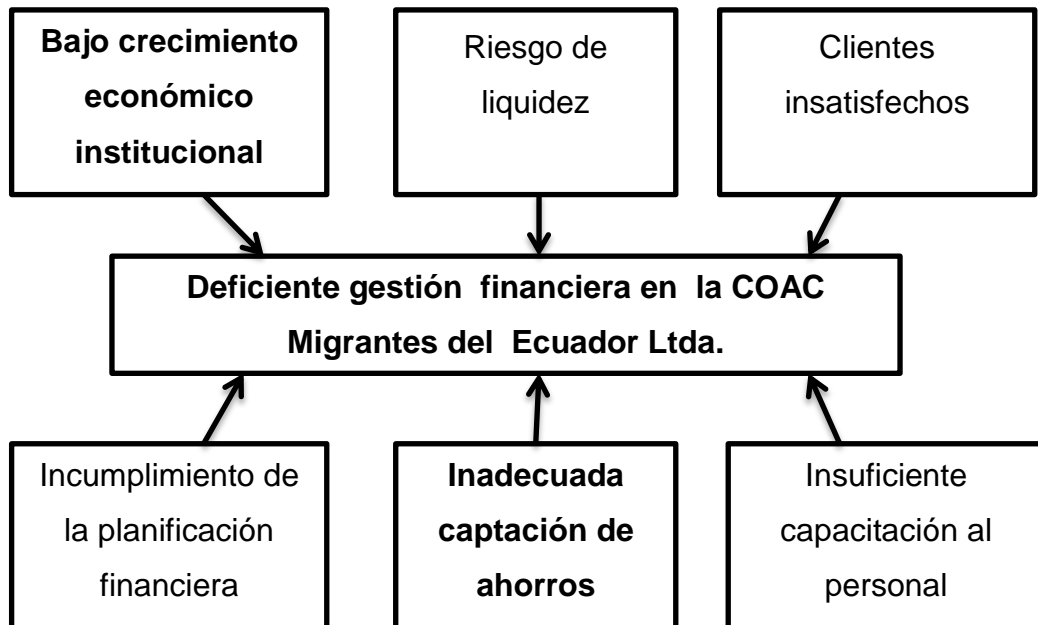 Bajo crecimiento
económico
institucional
Riesgo de
liquidez
Clientes
insatisfechos
Deficiente gestión  financiera en  la COAC
Migrantes del  Ecuador Ltda.
Incumplimiento de
la planificación
financiera
Inadecuada
captación de
ahorros
Insuficiente
capacitación al
personal